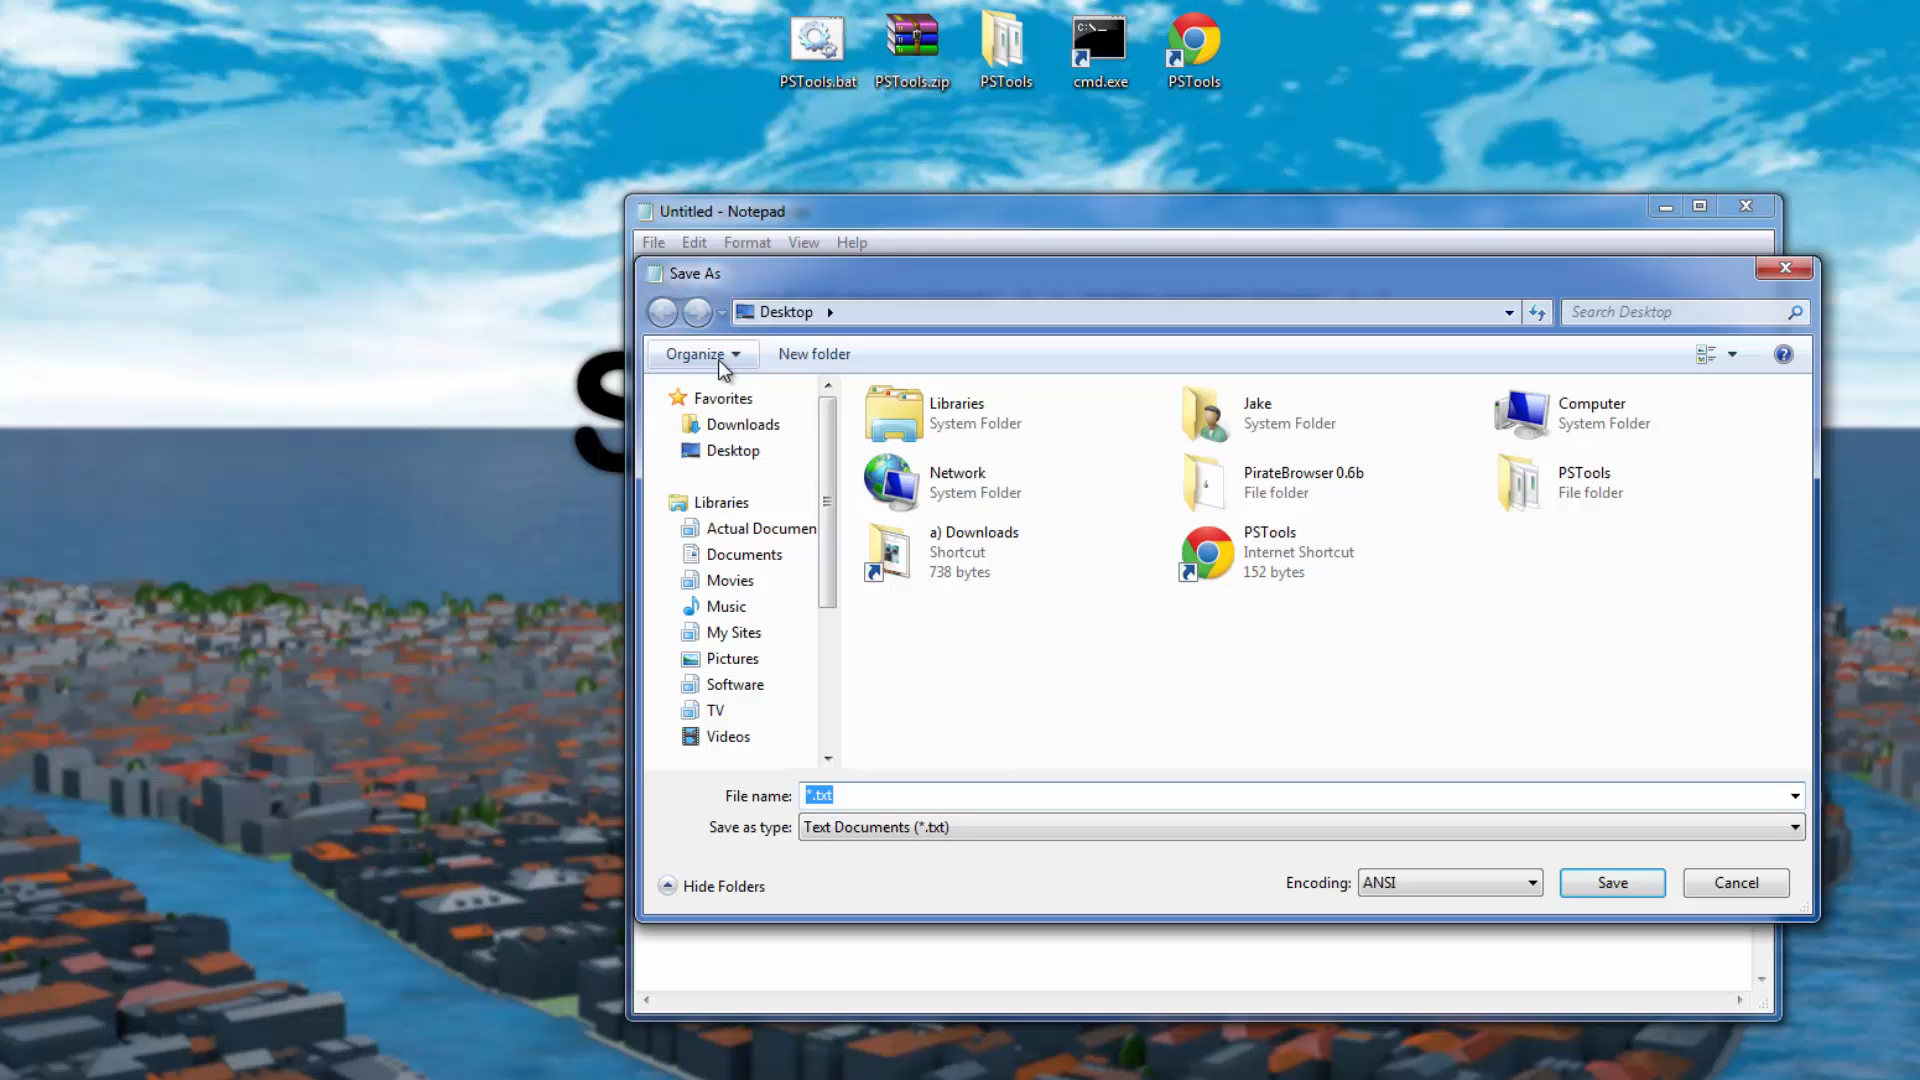 PSTools.bat
PSTools.zip
PSTools
cmd.exe
PSTools
Untitled - Notepad
File Edit Format View Help
Save As
Desktop
Search Desktop
Organize
New folder
Favorites
Downloads
Desktop
Libraries
Actual Documen
Documents
Movies
Music
My Sites
Pictures
Software
TV
Videos
Libraries
System Folder
Jake
System Folder
Computer
System Folder
Network
System Folder
PirateBrowser 0.6b
File folder
PSTools
File folder
a) Downloads
Shortcut
738 bytes
PSTools
Internet Shortcut
152 bytes
File name: *.txt
Save as type: Text Documents (*.txt)
Hide Folders
Encoding: ANSI
Save
Cancel